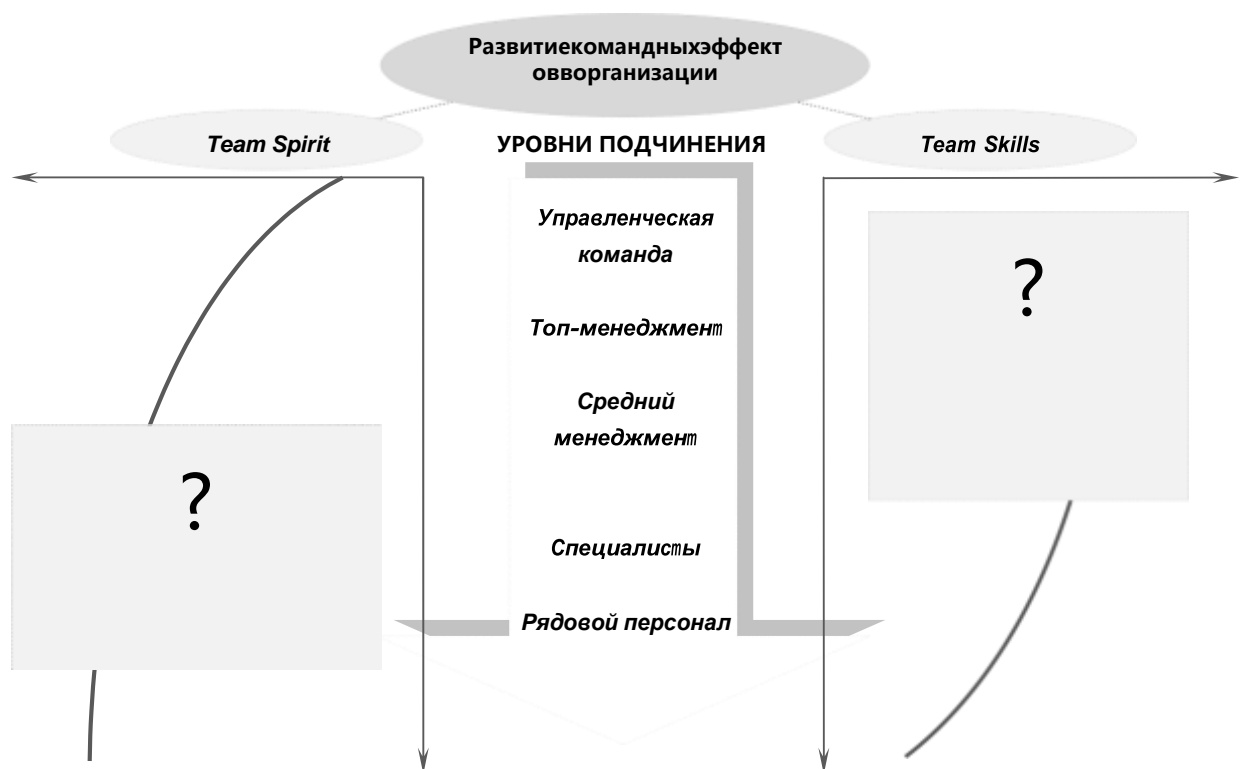 Развитиекомандныхэффект
овворганизации
Team Spirit
УРОВНИ ПОДЧИНЕНИЯ
Team Skills
Управленческая
команда
?
Топ-менеджмент
Средний
менеджмент
?
Специалисты
Рядовой персонал